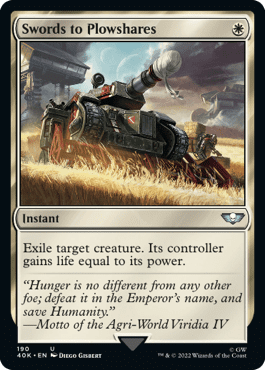 Swords to Plowshares
Instant
Exile target creature. Its controller
gains life equal to its power.
“Hunger is no different from any other
foe; defeat it in the Emperor’s name, and
save Humanity.”
—Motto of the Agri-World Viridia IV
190 U
40K • EN Diego Gisbert
© GW
™ & © 2022 Wizards of the Coast